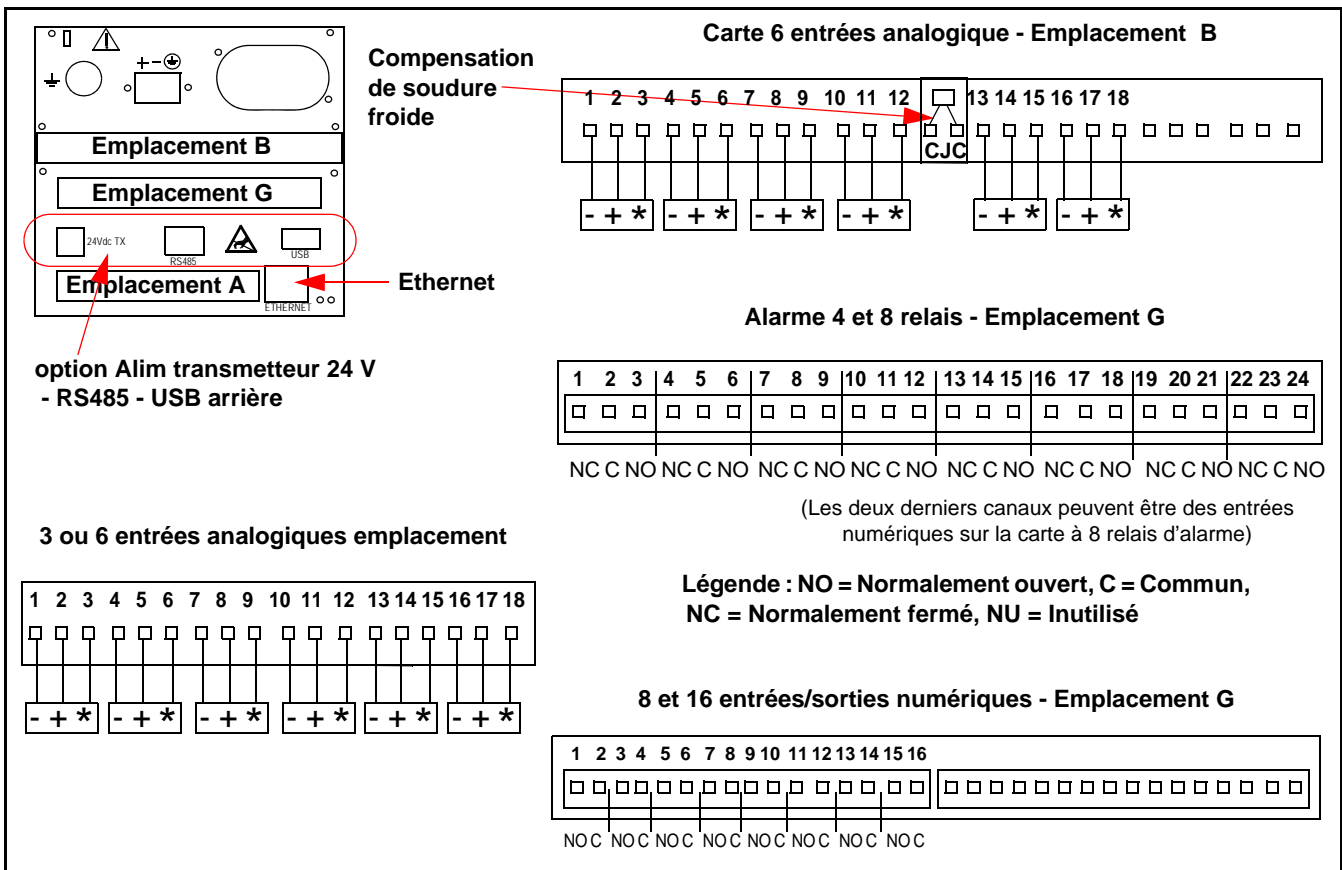 + -
Emplacement B
Emplacement G
24Vdc TX
RS485
USB
Emplacement A
ETHERNET
Compensation
de soudure
froide
Ethernet
option Alim transmetteur 24 V
- RS485 - USB arrière
Carte 6 entrées analogique - Emplacement B
1 2 3 4 5 6 7 8 9 10 11 12 13 14 15 16 17 18
CJC
- + * - + * - + * - + * - + * - + *
Alarme 4 et 8 relais - Emplacement G
1 2 3 4 5 6 7 8 9 10 11 12 13 14 15 16 17 18 19 20 21 22 23 24
NC C NO NC C NO NC C NO NC C NO NC C NO NC C NO NC C NO NC C NO
(Les deux derniers canaux peuvent être des entrées
numériques sur la carte à 8 relais d'alarme)
Légende : NO = Normalement ouvert, C = Commun,
NC = Normalement fermé, NU = Inutilisé
3 ou 6 entrées analogiques emplacement
1 2 3 4 5 6 7 8 9 10 11 12 13 14 15 16 17 18
- + * - + * - + * - + * - + * - + *
8 et 16 entrées/sorties numériques - Emplacement G
1 2 3 4 5 6 7 8 9 10 11 12 13 14 15 16
NO C NO C NO C NO C NO C NO C NO C